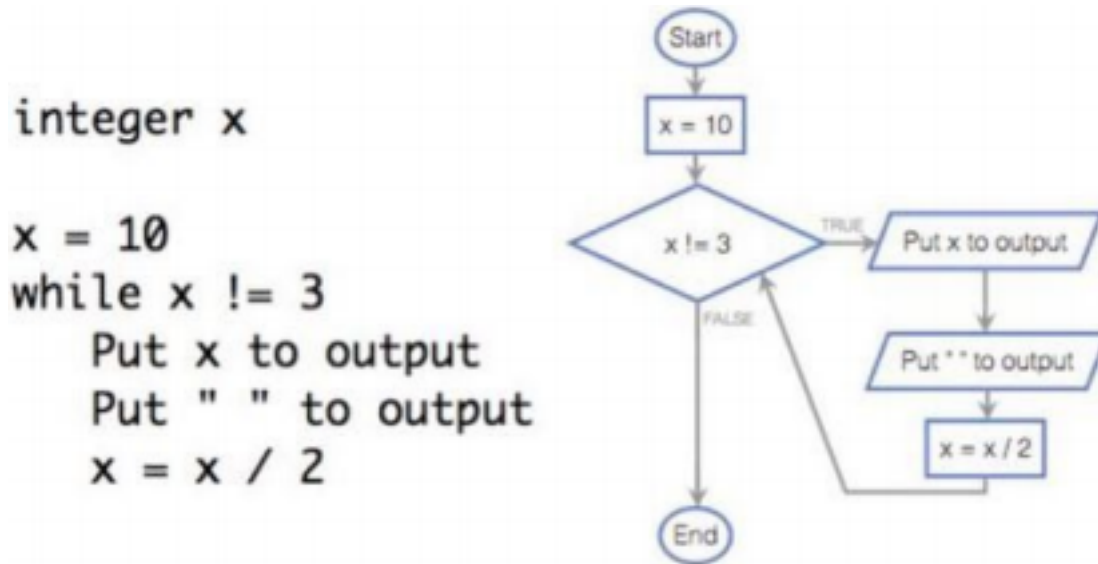 integer x
x = 10
while x != 3
Put x to output
Put " " to output
x = x / 2
Start
x = 10
x != 3
TRUE
Put x to output
FALSE
Put " " to output
x = x / 2
End